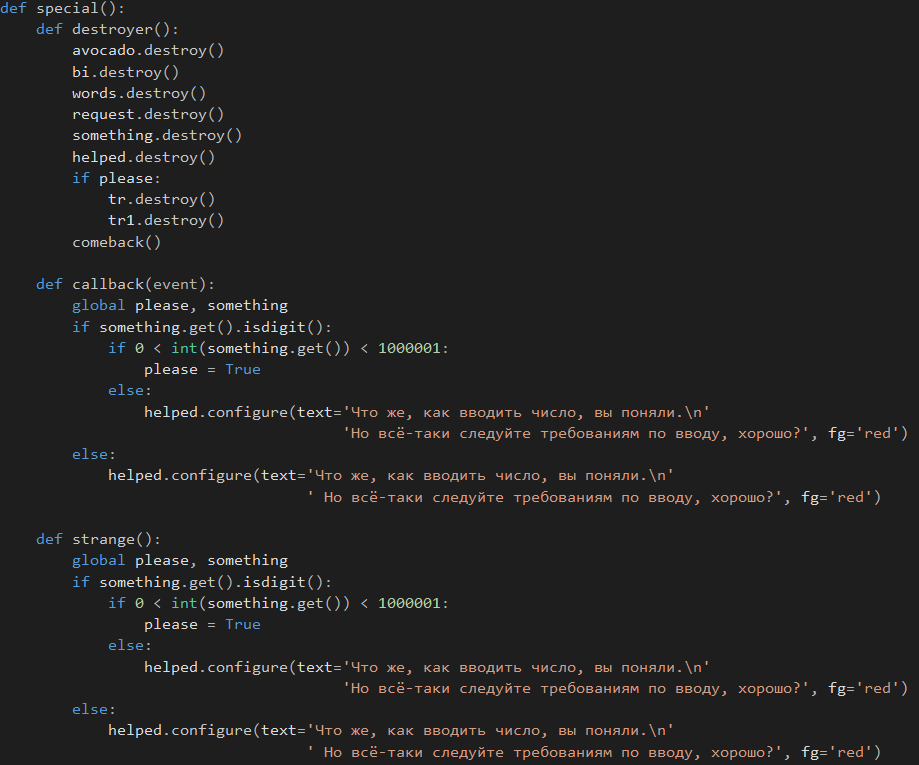 def special():
    def destroyer():
        avocado.destroy()
        bi.destroy()
        words.destroy()
        request.destroy()
        something.destroy()
        helped.destroy()
        if please:
            tr.destroy()
            tr1.destroy()
        comeback()

    def callback(event):
        global please, something
        if something.get().isdigit():
            if 0 < int(something.get()) < 1000001:
                please = True
            else:
                helped.configure(text='Что же, как вводить число, вы поняли.\n'
                                      'Но всё-таки следуйте требованиям по вводу, хорошо?', fg='red')
        else:
            helped.configure(text='Что же, как вводить число, вы поняли.\n'
                                  ' Но всё-таки следуйте требованиям по вводу, хорошо?', fg='red')

    def strange():
        global please, something
        if something.get().isdigit():
            if 0 < int(something.get()) < 1000001:
                please = True
            else:
                helped.configure(text='Что же, как вводить число, вы поняли.\n'
                                      'Но всё-таки следуйте требованиям по вводу, хорошо?', fg='red')
        else:
            helped.configure(text='Что же, как вводить число, вы поняли.\n'
                                  ' Но всё-таки следуйте требованиям по вводу, хорошо?', fg='red')